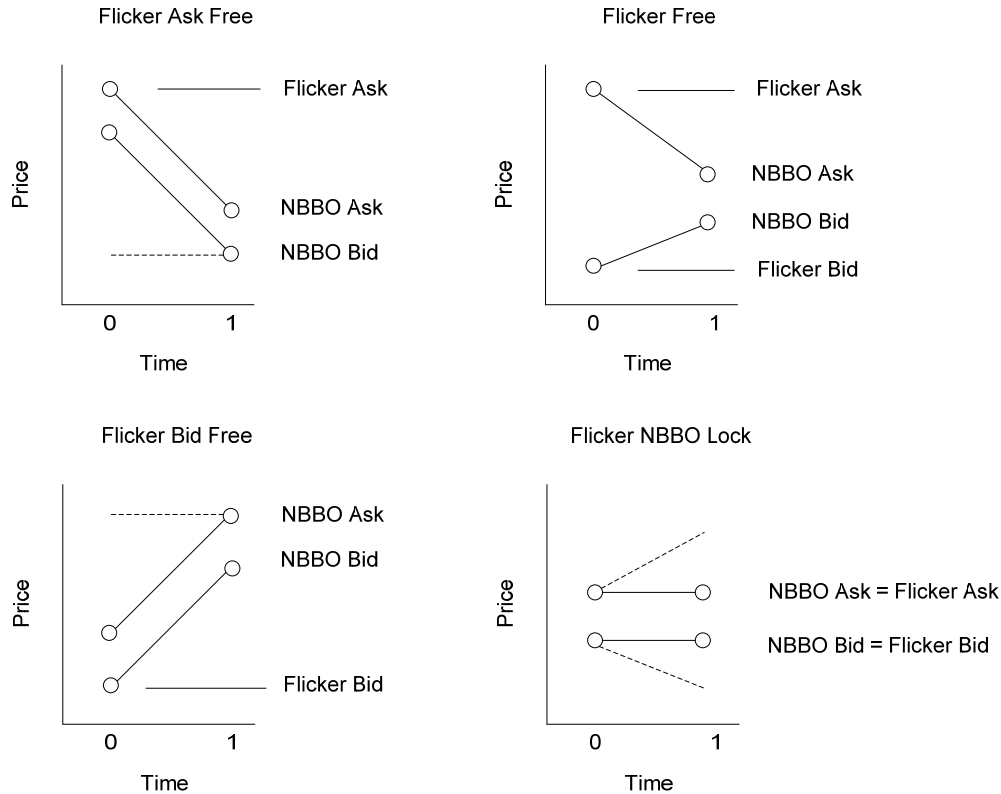 Flicker Ask Free
Flicker Ask
NBBO Ask
NBBO Bid
Price
0 1
Time
Flicker Free
Flicker Ask
NBBO Ask
NBBO Bid
Flicker Bid
Price
0 1
Time
Flicker Bid Free
NBBO Ask
NBBO Bid
Flicker Bid
Price
0 1
Time
Flicker NBBO Lock
NBBO Ask = Flicker Ask
NBBO Bid = Flicker Bid
Price
0 1
Time